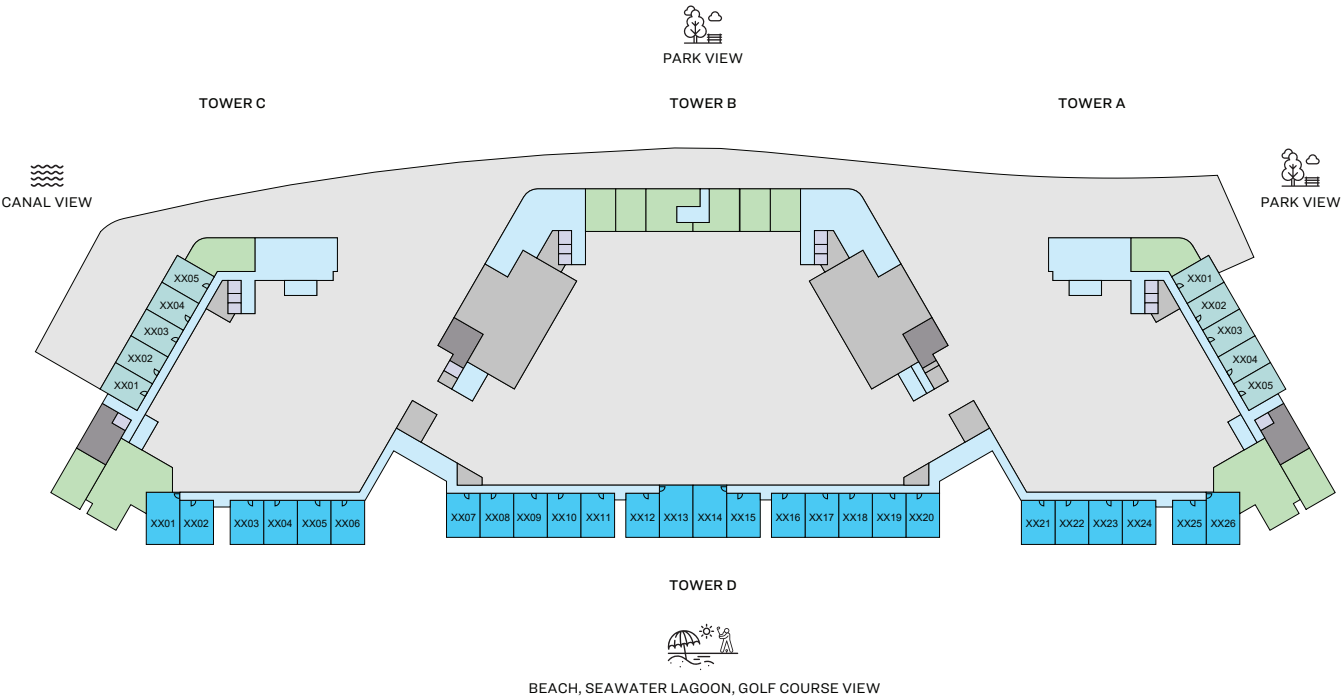 PARK VIEW
TOWER C
TOWER B
TOWER A
CANAL VIEW
PARK VIEW
XX05
XX04
XX03
XX02
XX01
XX01
XX02
XX03
XX04
XX05
XX01 XX02 XX03 XX04 XX05 XX06
XX07 XX08 XX09 XX10 XX11 XX12 XX13 XX14 XX15 XX16 XX17 XX18 XX19 XX20
XX21 XX22 XX23 XX24 XX25 XX26
TOWER D
BEACH, SEAWATER LAGOON, GOLF COURSE VIEW